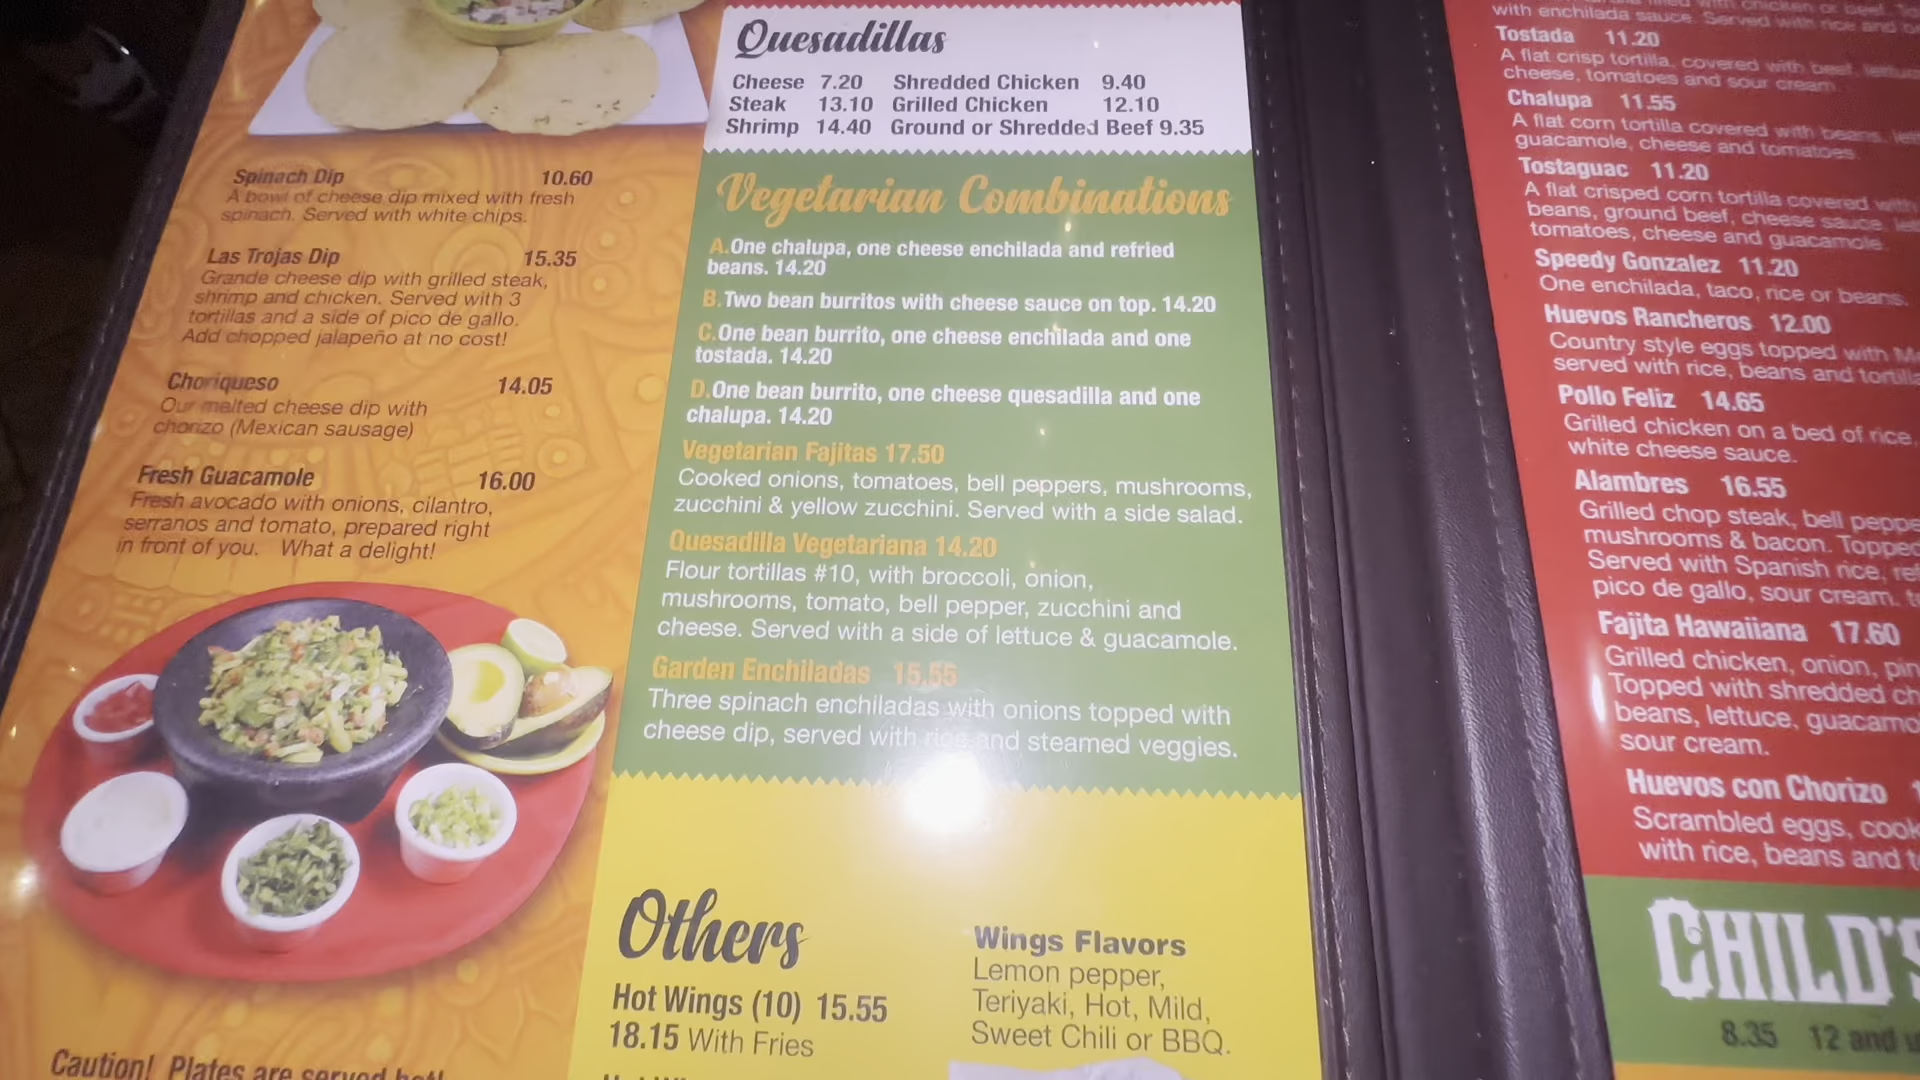 Spinach Dip 10.60
A bowl of cheese dip mixed with fresh
spinach. Served with white chips.
Las Trojas Dip 15.35
Grande cheese dip with grilled steak,
shrimp and chicken. Served with 3
tortillas and a side of pico de gallo.
Add chopped jalapeño at no cost!
Choriqueso 14.05
Our melted cheese dip with
chorizo (Mexican sausage)
Fresh Guacamole 16.00
Fresh avocado with onions, cilantro,
serranos and tomato, prepared right
in front of you. What a delight!
Caution! Plates are served hot!
Quesadillas
Cheese 7.20 Shredded Chicken 9.40
Steak 13.10 Grilled Chicken 12.10
Shrimp 14.40 Ground or Shredded Beef 9.35
Vegetarian Combinations
A.One chalupa, one cheese enchilada and refried
beans. 14.20
B.Two bean burritos with cheese sauce on top. 14.20
C.One bean burrito, one cheese enchilada and one
tostada. 14.20
D.One bean burrito, one cheese quesadilla and one
chalupa. 14.20
Vegetarian Fajitas 17.50
Cooked onions, tomatoes, bell peppers, mushrooms,
zucchini & yellow zucchini. Served with a side salad.
Quesadilla Vegetariana 14.20
Flour tortillas #10, with broccoli, onion,
mushrooms, tomato, bell pepper, zucchini and
cheese. Served with a side of lettuce & guacamole.
Garden Enchiladas 15.55
Three spinach enchiladas with onions topped with
cheese dip, served with rice and steamed veggies.
Others
Hot Wings (10) 15.55
18.15 With Fries
Wings Flavors
Lemon pepper,
Teriyaki, Hot, Mild,
Sweet Chili or BBQ.
with chicken or beef.
with enchilada sauce. Served with rice and
Tostada 11.20
A flat crisp tortilla, covered with beef,
cheese, tomatoes and sour cream.
Chalupa 11.55
A flat corn tortilla covered with beans,
guacamole, cheese and tomatoes.
Tostaguac 11.20
A flat crisped corn tortilla covered with
beans, ground beef, cheese sauce,
tomatoes, cheese and guacamole.
Speedy Gonzalez 11.20
One enchilada, taco, rice or beans.
Huevos Rancheros 12.00
Country style eggs topped with
served with rice, beans and
Pollo Feliz 14.65
Grilled chicken on a bed of rice,
white cheese sauce.
Alambres 16.55
Grilled chop steak, bell
mushrooms & bacon. Topped
Served with Spanish rice,
pico de gallo, sour cream,
Fajita Hawaiiana 17.60
Grilled chicken, onion,
Topped with shredded
beans, lettuce,
sour cream.
Huevos con Chorizo
Scrambled eggs,
with rice, beans and
CHILD'S
8.35 12 and